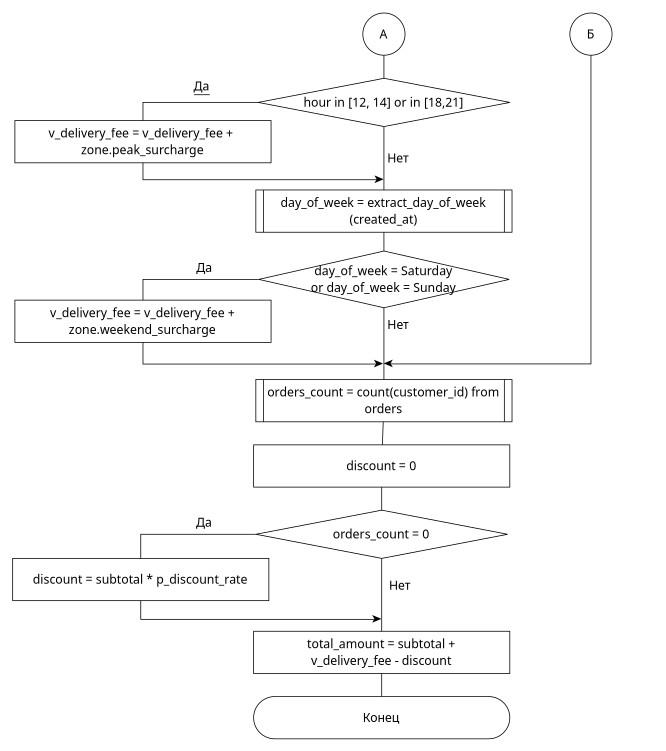 А
Б
Да
hour in [12, 14] or in [18,21]
v_delivery_fee = v_delivery_fee +
zone.peak_surcharge
Нет
day_of_week = extract_day_of_week
(created_at)
Да
day_of_week = Saturday
or day_of_week = Sunday
v_delivery_fee = v_delivery_fee +
zone.weekend_surcharge
Нет
orders_count = count(customer_id) from
orders
discount = 0
Да
orders_count = 0
discount = subtotal * p_discount_rate
Нет
total_amount = subtotal +
v_delivery_fee - discount
Конец